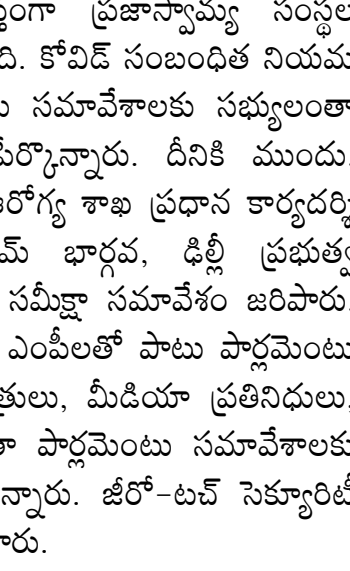 ప్రజాస్వామ్య సంస్థల
ది. కోవిడ్ సంబంధిత నియమ
సమావేశాలకు సభ్యులంతా
పేర్కొన్నారు. దీనికి ముందు,
ఆరోగ్య శాఖ ప్రధాన కార్యదర్శి
మ్ భార్గవ, ఢిల్లీ ప్రభుత్వ
సమీక్షా సమావేశం జరిపారు.
ఎంపీలతో పాటు పార్లమెంటు
త్రులు, మీడియా ప్రతినిధులు,
తా పార్లమెంటు సమావేశాలకు
న్నారు. జీరో-టచ్ సెక్యూరిటీ
రు.